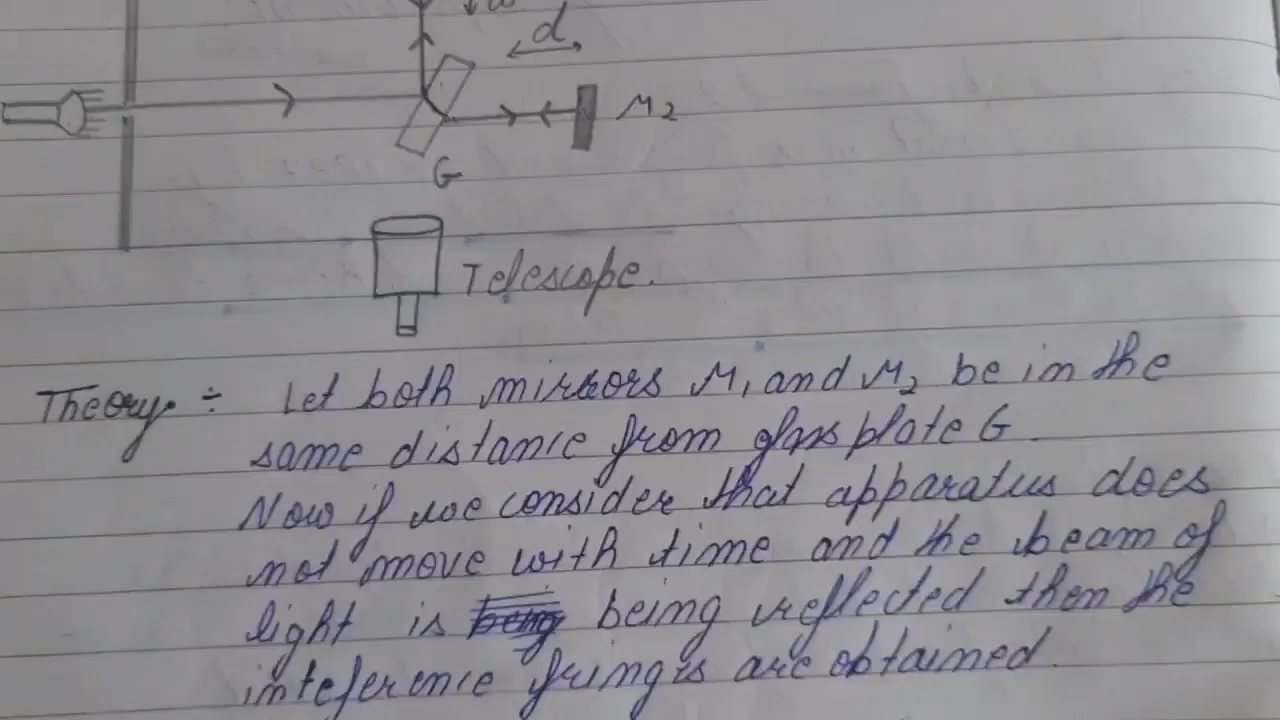 d
M2
G
Telescope.
Theory ÷ Let both mirrors M1 and M2 be in the
same distance from glass plate G.
Now if we consider that apparatus does
not move with time and the beam of
light is being reflected then the
inteference fringes are obtained.